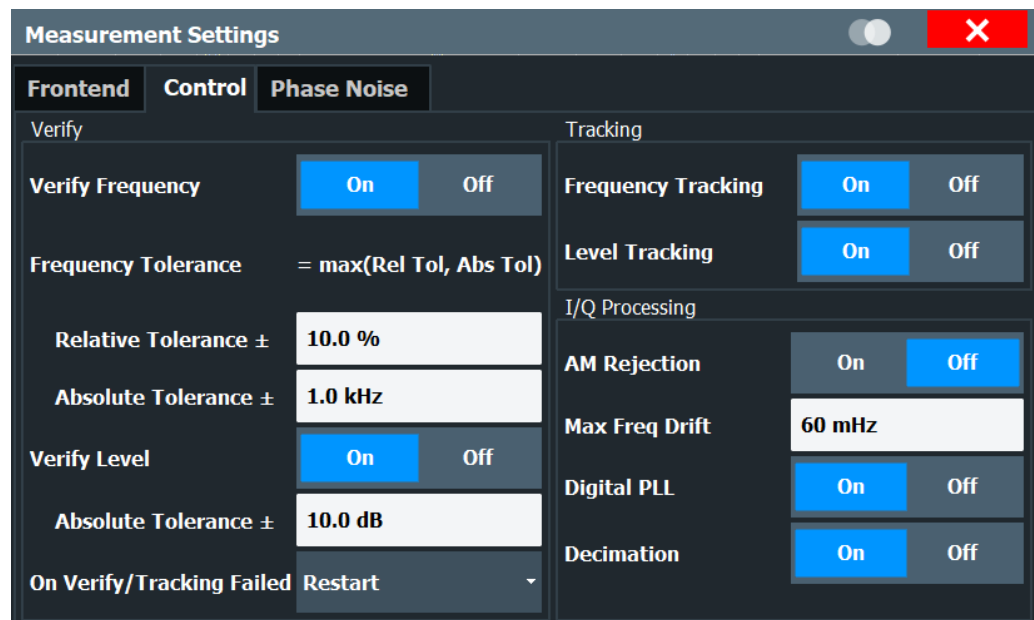 Measurement Settings
Frontend Control Phase Noise
Verify
Verify Frequency On Off
Frequency Tolerance = max(Rel Tol, Abs Tol)
Relative Tolerance ± 10.0 %
Absolute Tolerance ± 1.0 kHz
Verify Level On Off
Absolute Tolerance ± 10.0 dB
On Verify/Tracking Failed Restart
Tracking
Frequency Tracking On Off
Level Tracking On Off
I/Q Processing
AM Rejection On Off
Max Freq Drift 60 mHz
Digital PLL On Off
Decimation On Off